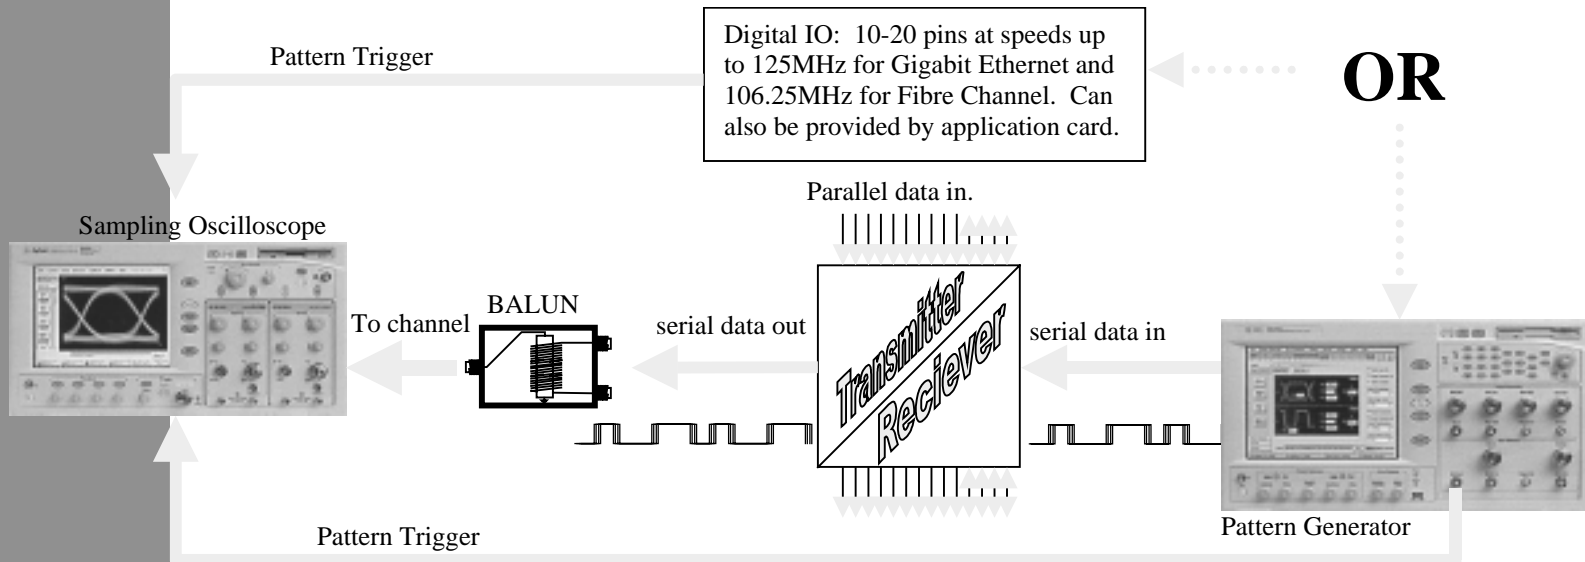 Pattern Trigger
Digital IO:  10-20 pins at speeds up
to 125MHz for Gigabit Ethernet and
106.25MHz for Fibre Channel.  Can
also be provided by application card.
OR
Parallel data in.
Sampling Oscilloscope
BALUN
To channel
serial data out
Transmitter
Reciever
serial data in
Pattern Generator
Pattern Trigger